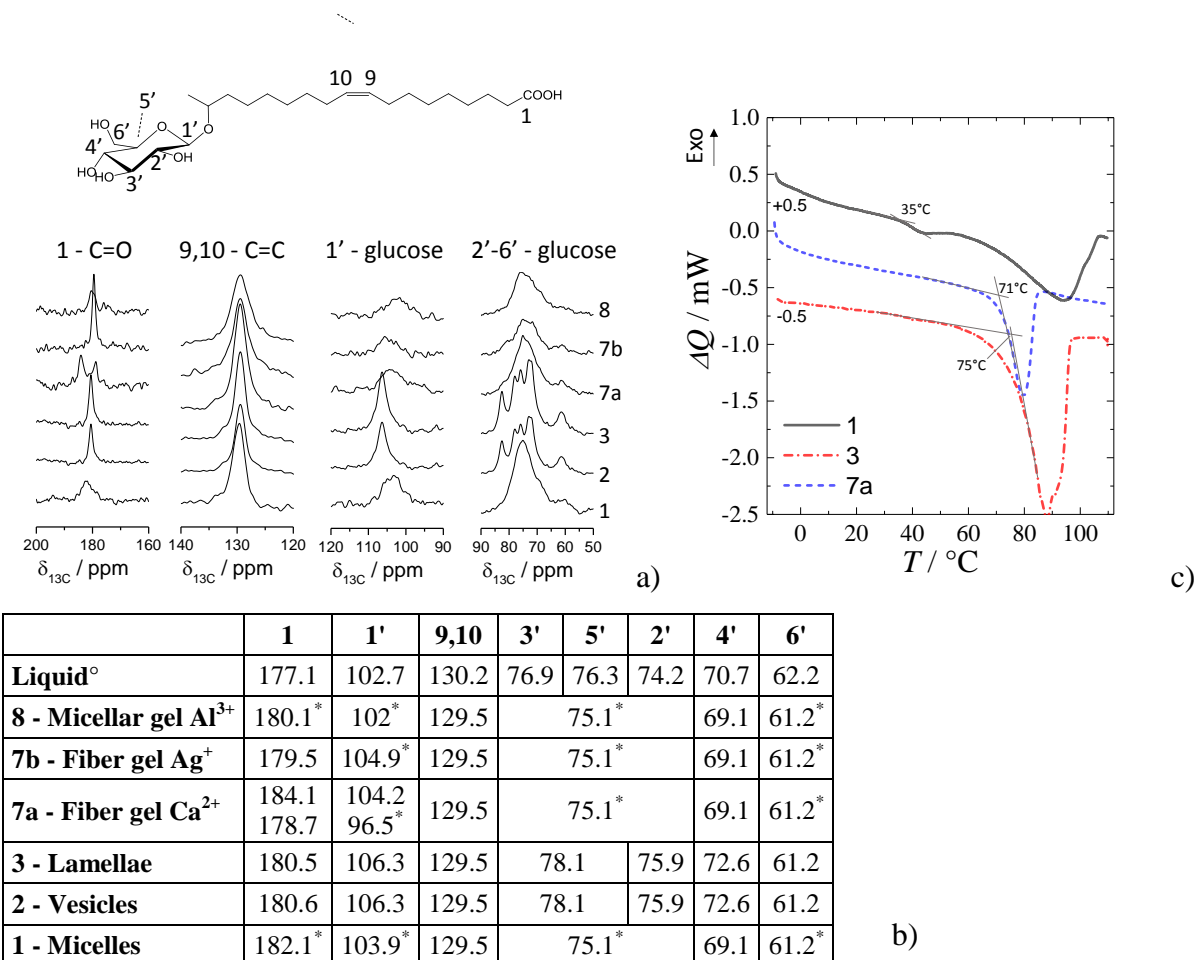 10 9
COOH
1
5'
HO 6' O 1' O
4'
HO HO 2' OH
3'
1 - C=O 9,10 - C=C 1' - glucose 2'-6' - glucose
8
7b
7a
3
2
1
200 180 160 140 130 120 120 110 100 90 90 80 70 60 50
δ13C / ppm δ13C / ppm δ13C / ppm δ13C / ppm
a)
Exo
1.0
0.5
0.0
-0.5
-1.0
-1.5
-2.0
-2.5
ΔQ / mW
+0.5
35°C
71°C
-0.5
75°C
1
3
7a
0 20 40 60 80 100
T / °C
c)
1 1' 9,10 3' 5' 2' 4' 6'
Liquid° 177.1 102.7 130.2 76.9 76.3 74.2 70.7 62.2
8 - Micellar gel Al3+ 180.1* 102* 129.5 75.1* 69.1 61.2*
7b - Fiber gel Ag+ 179.5 104.9* 129.5 75.1* 69.1 61.2*
7a - Fiber gel Ca2+ 184.1 178.7 104.2 96.5* 129.5 75.1* 69.1 61.2*
3 - Lamellae 180.5 106.3 129.5 78.1 75.9 72.6 61.2
2 - Vesicles 180.6 106.3 129.5 78.1 75.9 72.6 61.2
1 - Micelles 182.1* 103.9* 129.5 75.1* 69.1 61.2*
b)